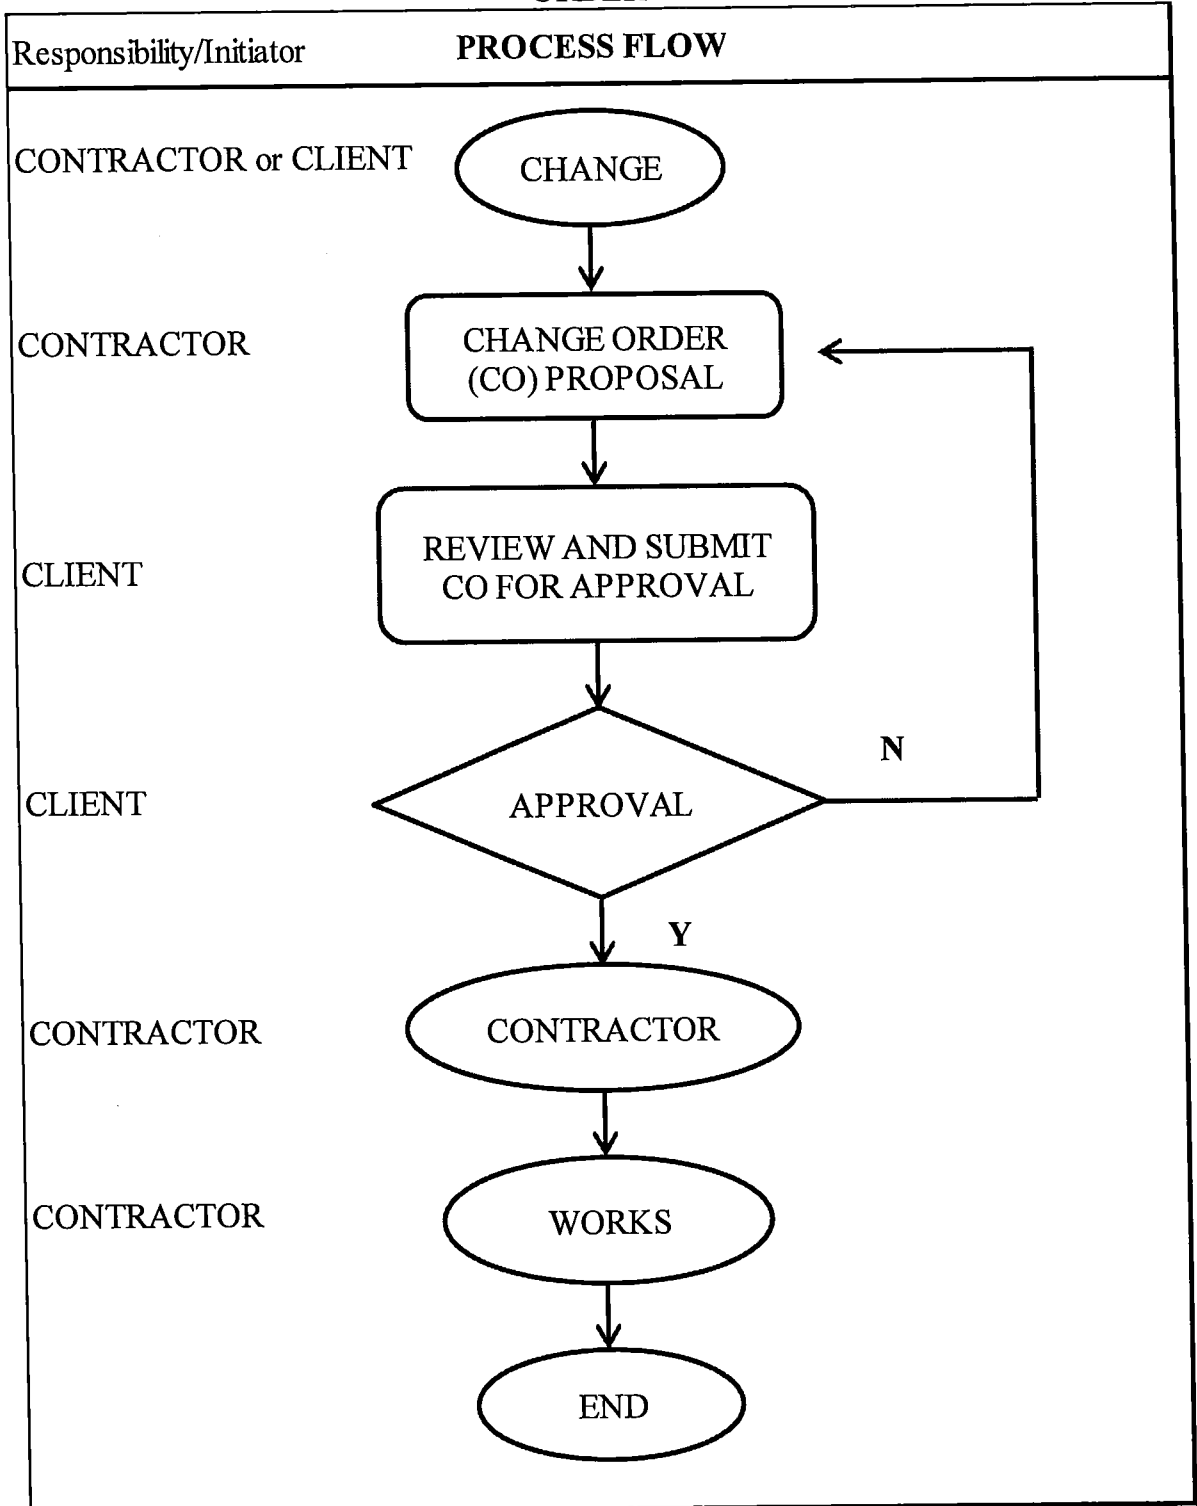 Responsibility/Initiator PROCESS FLOW
CONTRACTOR or CLIENT
CHANGE
CONTRACTOR
CHANGE ORDER
(CO) PROPOSAL
CLIENT
REVIEW AND SUBMIT
CO FOR APPROVAL
N
CLIENT
APPROVAL
Y
CONTRACTOR
CONTRACTOR
CONTRACTOR
WORKS
END